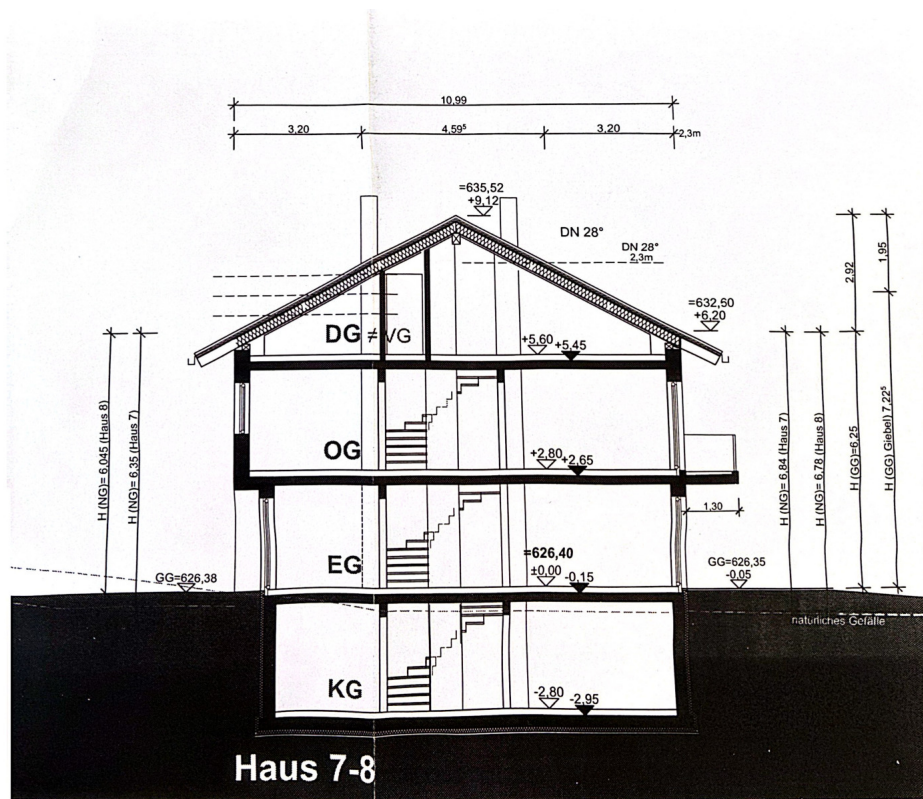 10,99
3,20
4,59⁵
3,20
2,3m
=635,52
+9,12
DN 28°
DN 28°
2,3m
2,92
1,95
=632,60
+6,20
DG ≠ VG
+5,60
+5,45
H (NG)= 6,045 (Haus 8)
H (NG)= 6,35 (Haus 7)
OG
+2,80
+2,65
H (NG)= 6,84 (Haus 7)
H (NG)= 6,78 (Haus 8)
H (GG)=6,25
H (GG) Giebel) 7,22⁵
1,30
EG
=626,40
±0,00
-0,15
GG=626,38
GG=626,35
-0,05
natürliches Gefälle
KG
-2,80
-2,95
Haus 7-8